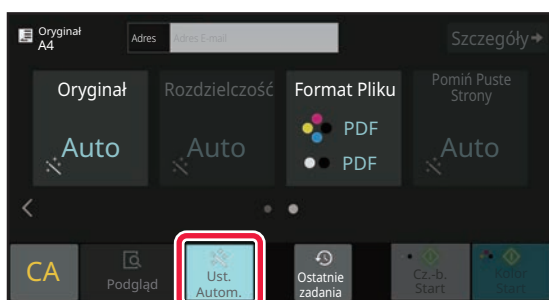 Oryginał
A4
Adres
Adres E-mail
Szczegóły
Oryginał
Auto
Rozdzielczość
Auto
Format Pliku
PDF
PDF
Pomiń Puste
Strony
Auto
CA
Podgląd
Ust.
Autom.
Ostatnie
zadania
Cz.-b.
Start
Kolor
Start